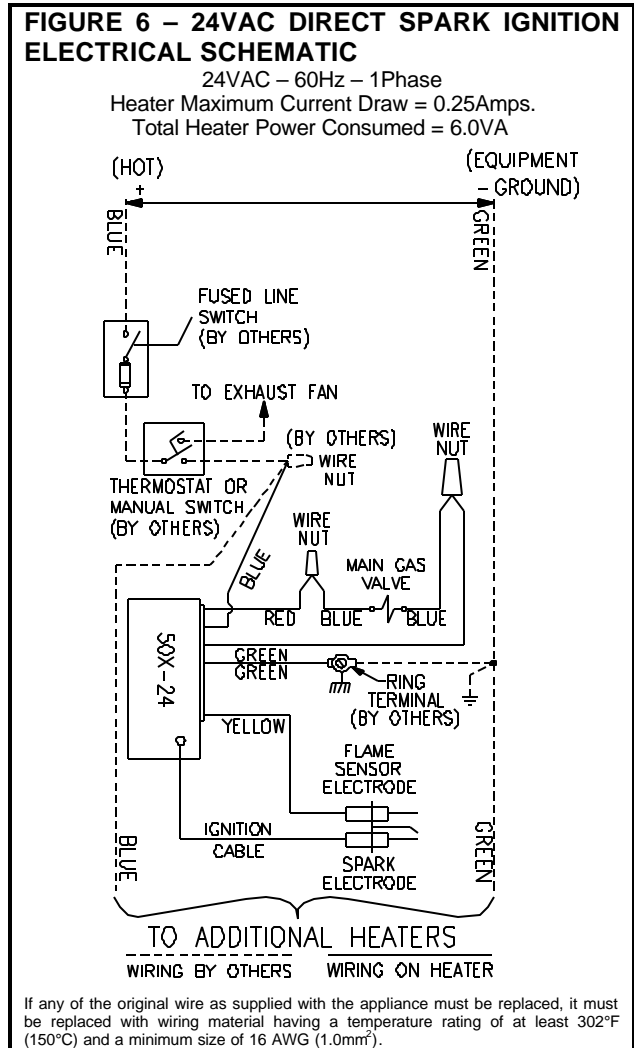 FIGURE 6 – 24VAC DIRECT SPARK IGNITION
ELECTRICAL SCHEMATIC
24VAC – 60Hz – 1Phase
Heater Maximum Current Draw = 0.25Amps.
Total Heater Power Consumed = 6.0VA
(HOT)
+
(EQUIPMENT
- GROUND)
BLUE
GREEN
FUSED LINE
SWITCH
(BY OTHERS)
TO EXHAUST FAN
THERMOSTAT OR
MANUAL SWITCH
(BY OTHERS)
(BY OTHERS)
WIRE
NUT
WIRE
NUT
WIRE
NUT
MAIN GAS
VALVE
BLUE
RED
BLUE
BLUE
50X-24
GREEN
GREEN
RING
TERMINAL
(BY OTHERS)
YELLOW
FLAME
SENSOR
ELECTRODE
IGNITION
CABLE
SPARK
ELECTRODE
BLUE
GREEN
TO ADDITIONAL HEATERS
WIRING BY OTHERS
WIRING ON HEATER
If any of the original wire as supplied with the appliance must be replaced, it must
be replaced with wiring material having a temperature rating of at least 302°F
(150°C) and a minimum size of 16 AWG (1.0mm²).